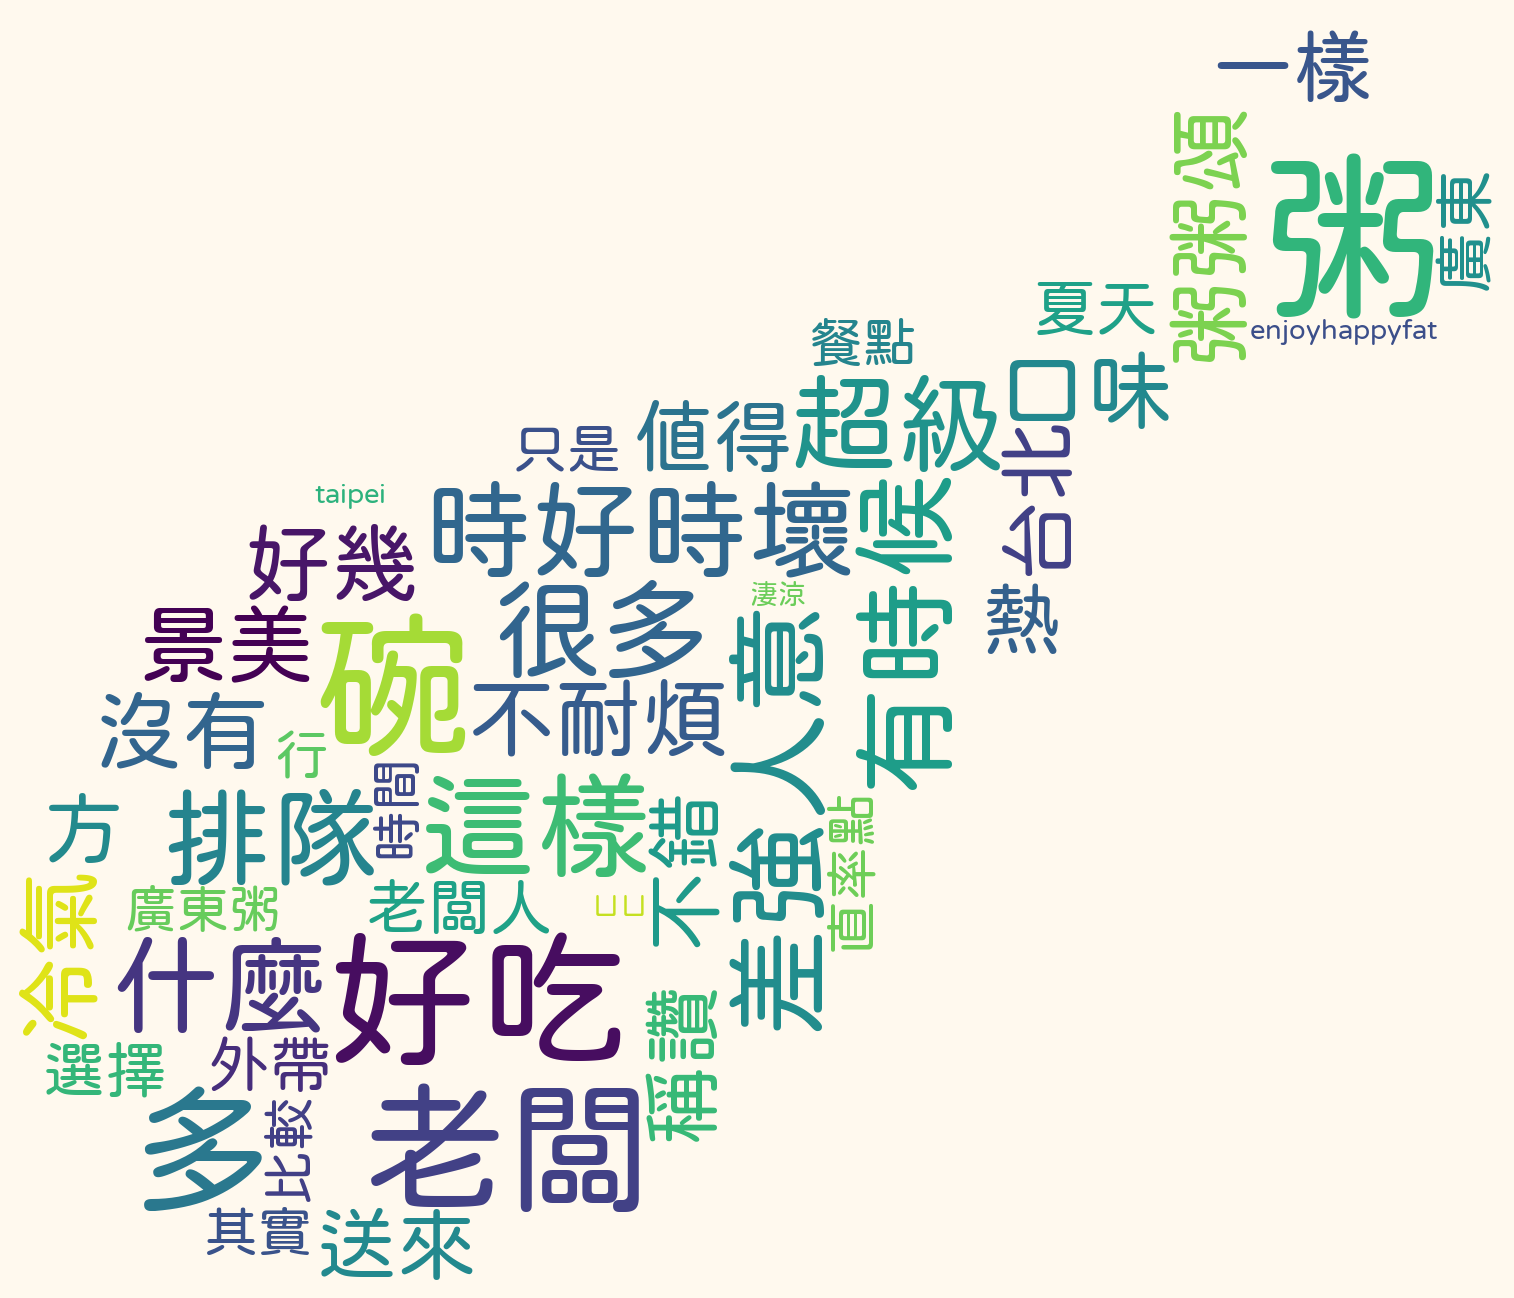 一樣
粥粥頌
粥
廣東
enjoyhappyfat
夏天
餐點
口味
超級
值得
只是
台北
taipei
時好時壞
有時候
好幾
很多
淒涼
熱
景美
碗
差強人意
不耐煩
沒有
行
時間
這樣
不錯
方
排隊
直率點
冷氣
廣東粥
老闆人
什麼
好吃
稱讚
選擇
外帶
多
比較
老闆
其實
送來